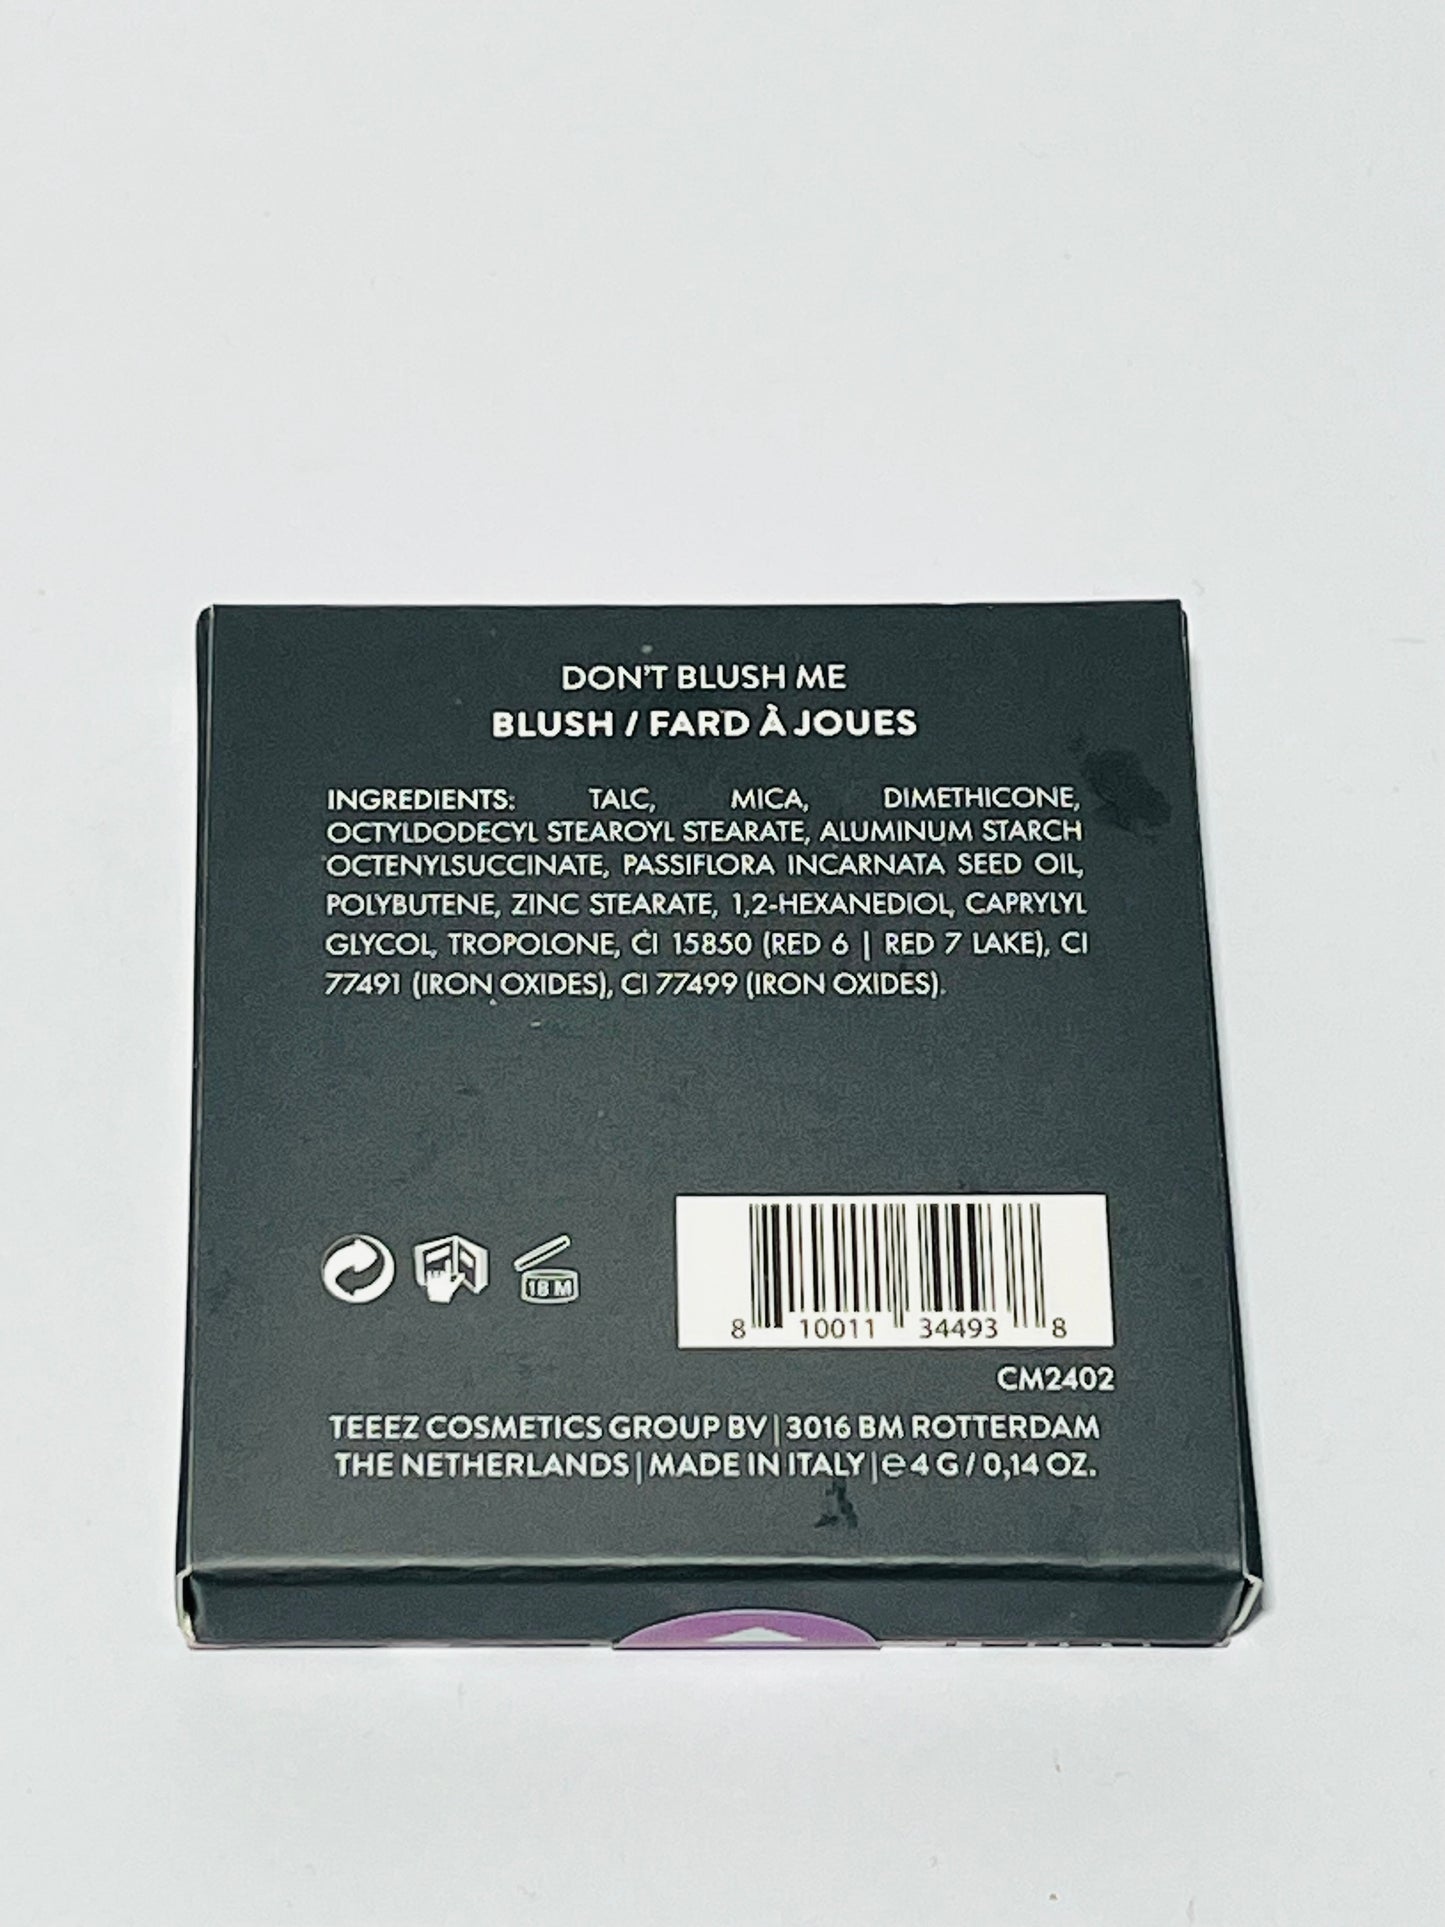 DON'T BLUSH ME
BLUSH / FARD À JOUES
INGREDIENTS: TALC, MICA, DIMETHICONE,
OCTYLDODECYL STEAROYL STEARATE, ALUMINUM STARCH
OCTENYLSUCCINATE, PASSIFLORA INCARNATA SEED OIL,
POLYBUTENE, ZINC STEARATE, 1,2-HEXANEDIOL, CAPRYLYL
GLYCOL, TROPOLONE, CI 15850 (RED 6 | RED 7 LAKE), CI
77491 (IRON OXIDES), CI 77499 (IRON OXIDES).
18 M
8 10011 34493 8
CM2402
TEEEZ COSMETICS GROUP BV | 3016 BM ROTTERDAM
THE NETHERLANDS | MADE IN ITALY | ℮ 4 G / 0,14 OZ.